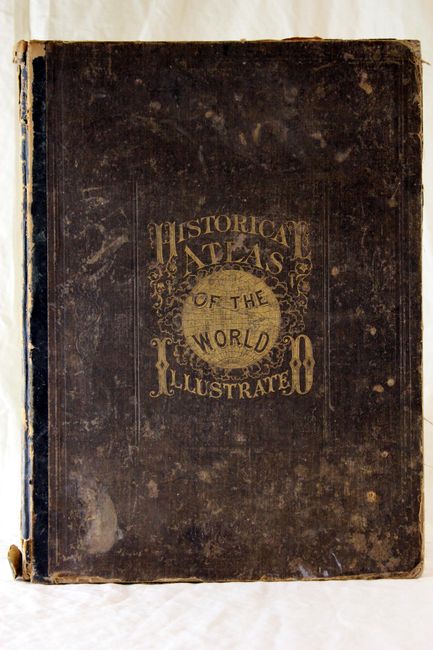 HISTORICAL
ATLAS
OF THE
WORLD
ILLUSTRATED